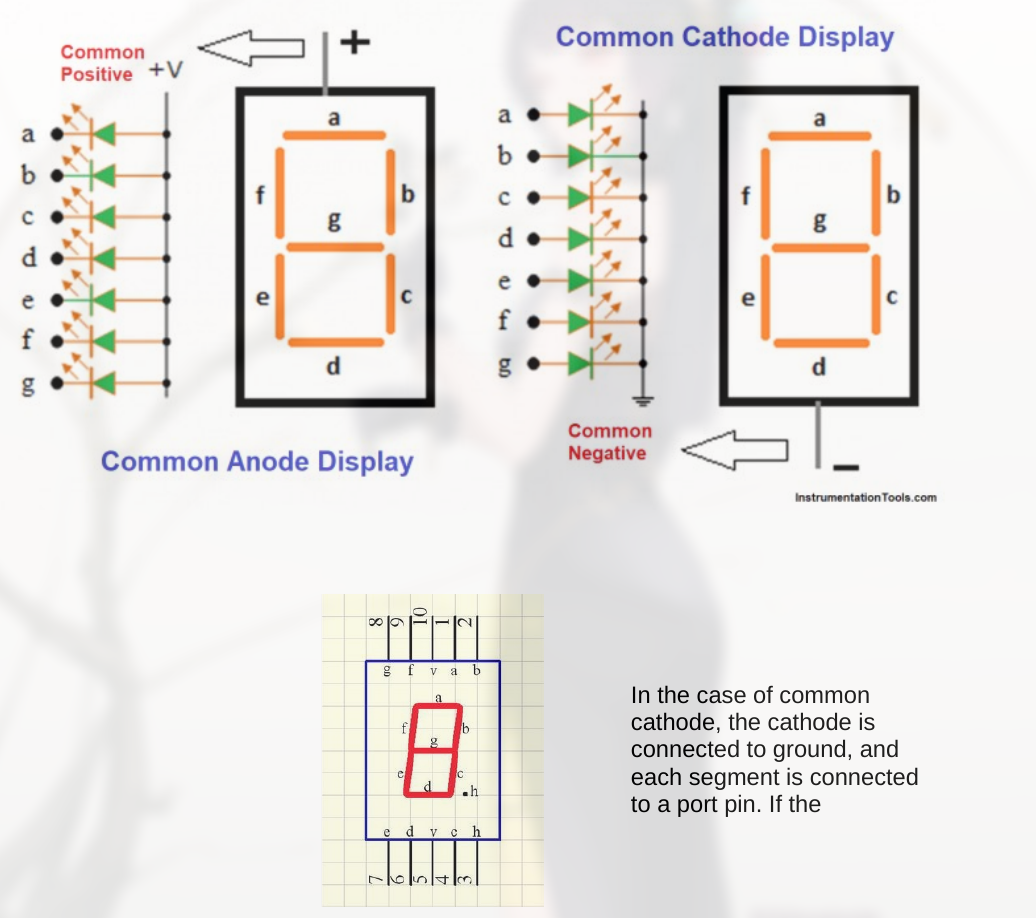 Common Cathode Display
Common
Positive
+V
+
a
b
c
d
e
f
g
a
f
b
g
e
c
d
Common Anode Display
a
b
c
d
e
f
g
a
f
b
g
e
c
d
Common
Negative
–
InstrumentationTools.com
8 9 10 1 2
g f v a b
a
f b
g
e c
d
.h
e d v c h
7 6 5 4 3
In the case of common
cathode, the cathode is
connected to ground, and
each segment is connected
to a port pin. If the